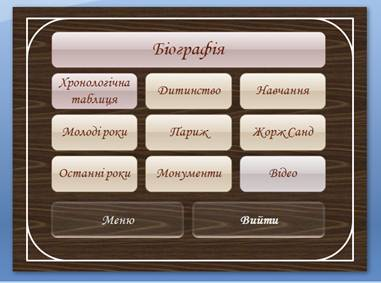 Біографія
Хронологічна
таблиця
Дитинство
Навчання
Молоді роки
Париж
Жорж Санд
Останні роки
Монументи
Відео
Меню
Вийти